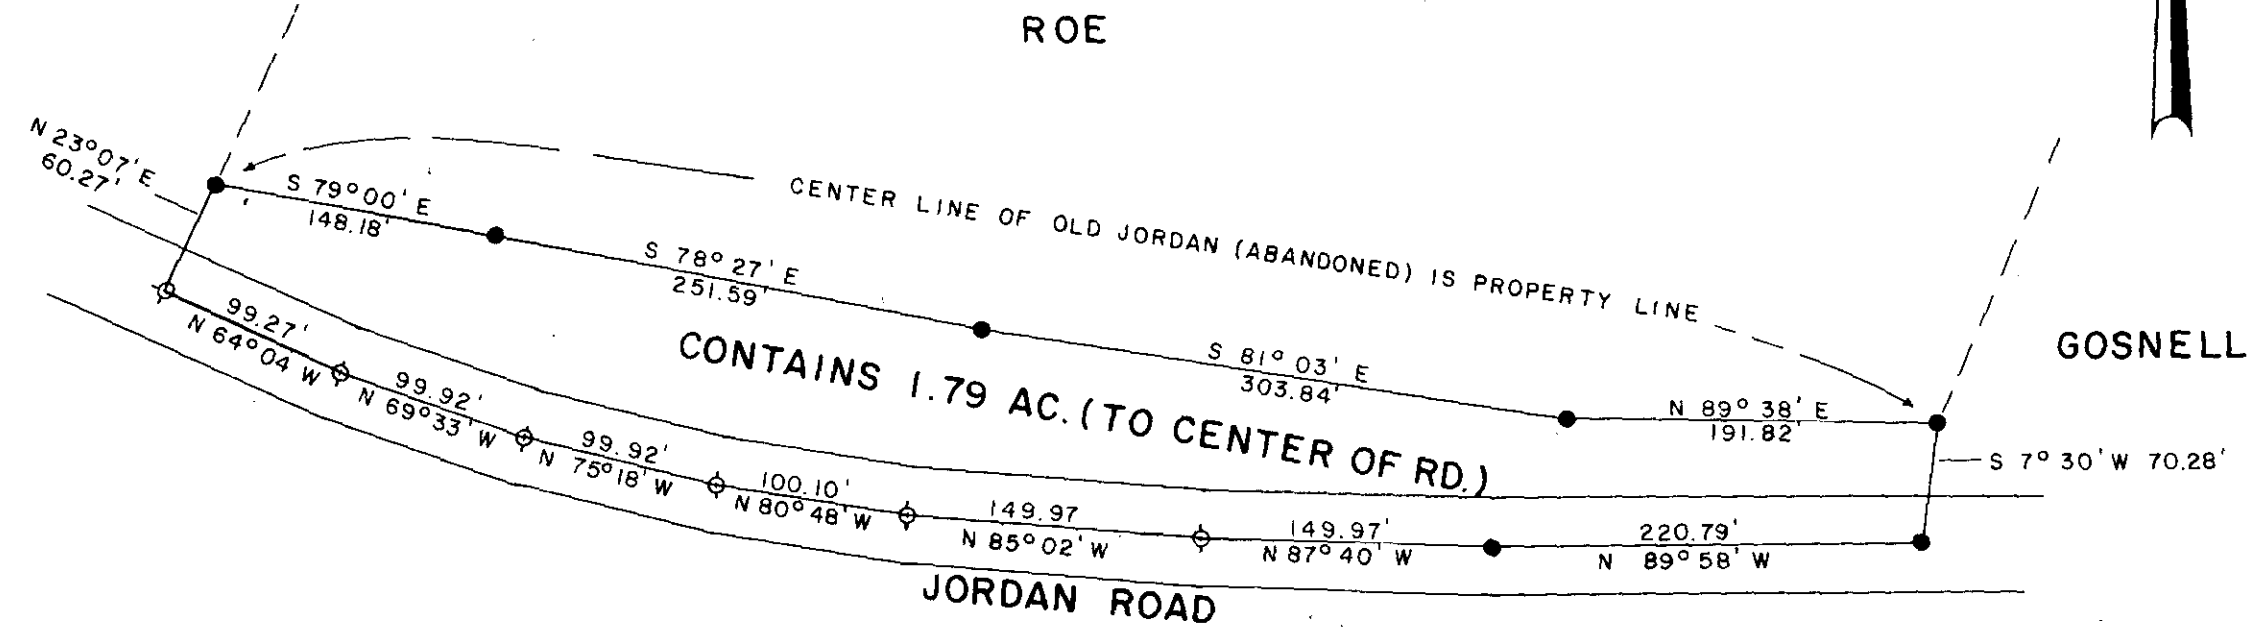 ROE
N 23°07' E
60.27'
S 79°00' E
148.18'
CENTER LINE OF OLD JORDAN (ABANDONED) IS PROPERTY LINE
S 78°27' E
251.59'
S 81° 03' E
303.84'
GOSNELL
N 89° 38' E
191.82'
S 7° 30' W 70.28'
CONTAINS 1.79 AC. (TO CENTER OF RD.)
99.27'
N 64°04 W
99.92'
N 69°33' W
99.92'
N 75°18' W
100.10'
N 80°48' W
149.97
N 85°02' W
149.97'
N 87°40' W
220.79'
N 89°58' W
JORDAN ROAD